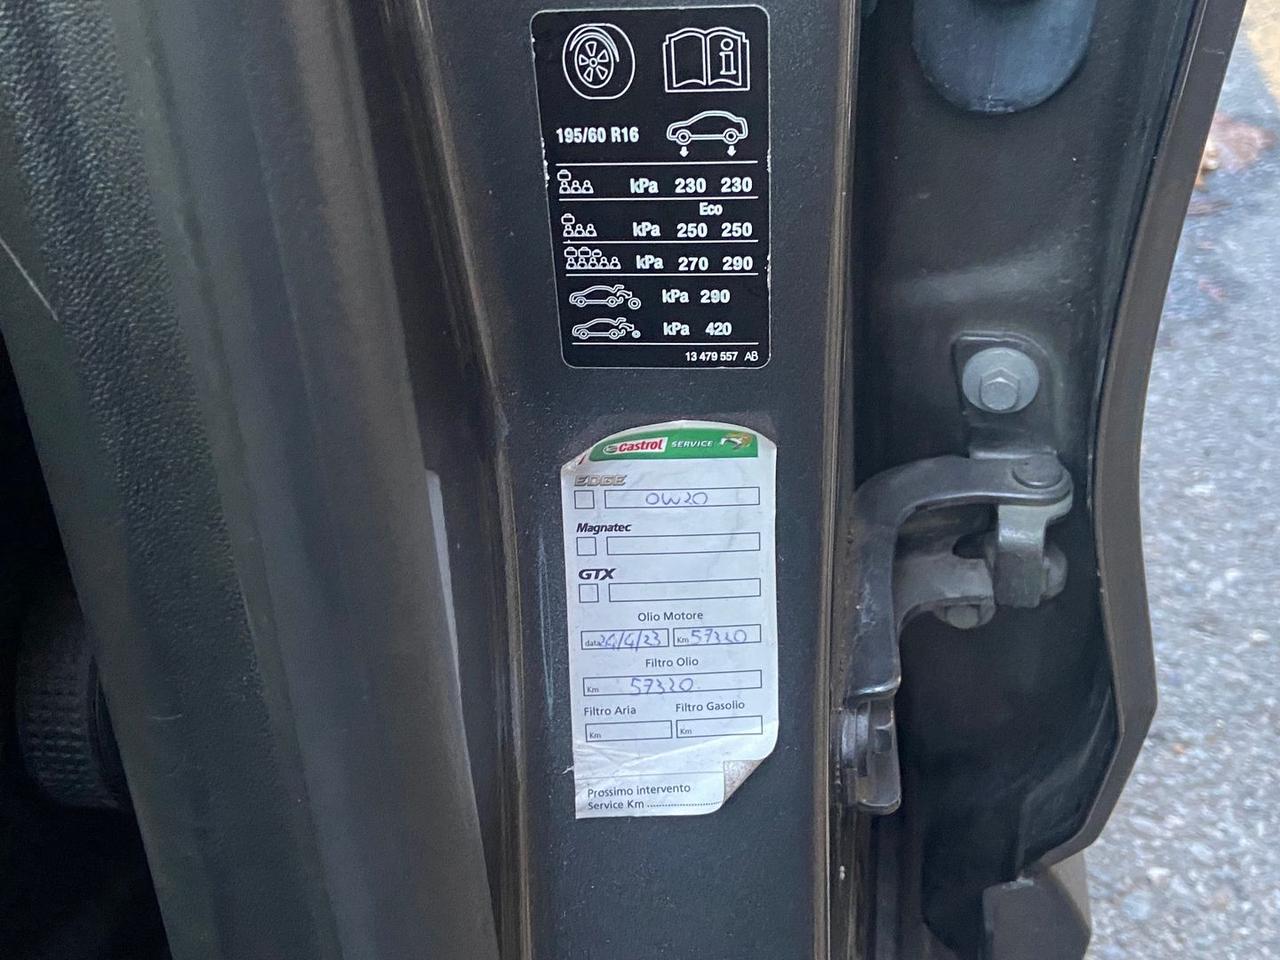 195/60 R16
kPa 230 230
Eco
kPa 250 250
kPa 270 290
kPa 290
kPa 420
13 479 557 AB
Castrol SERVICE
EDGE
0W20
Magnatec
GTX
Olio Motore
data 24/4/23 Km 57320
Filtro Olio
Km 57320
Filtro Aria Filtro Gasolio
Km Km
Prossimo intervento
Service Km